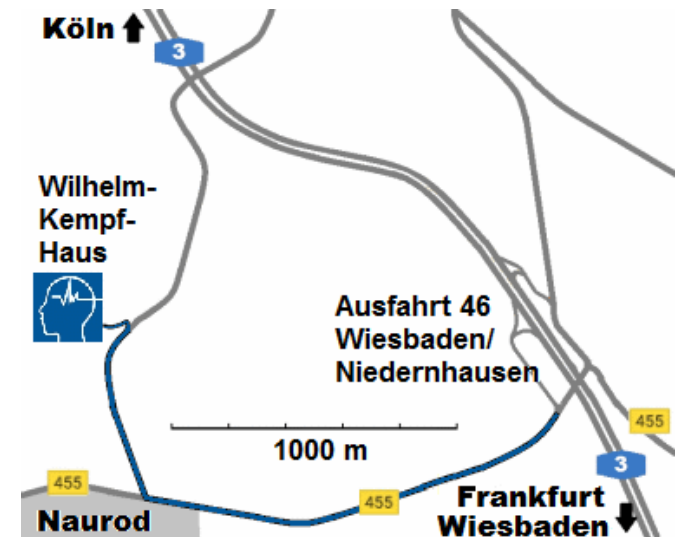 Köln
3
Wilhelm-
Kempf-
Haus
Ausfahrt 46
Wiesbaden/
Niedernhausen
455
1000 m
3
455
455
Frankfurt
Wiesbaden
Naurod